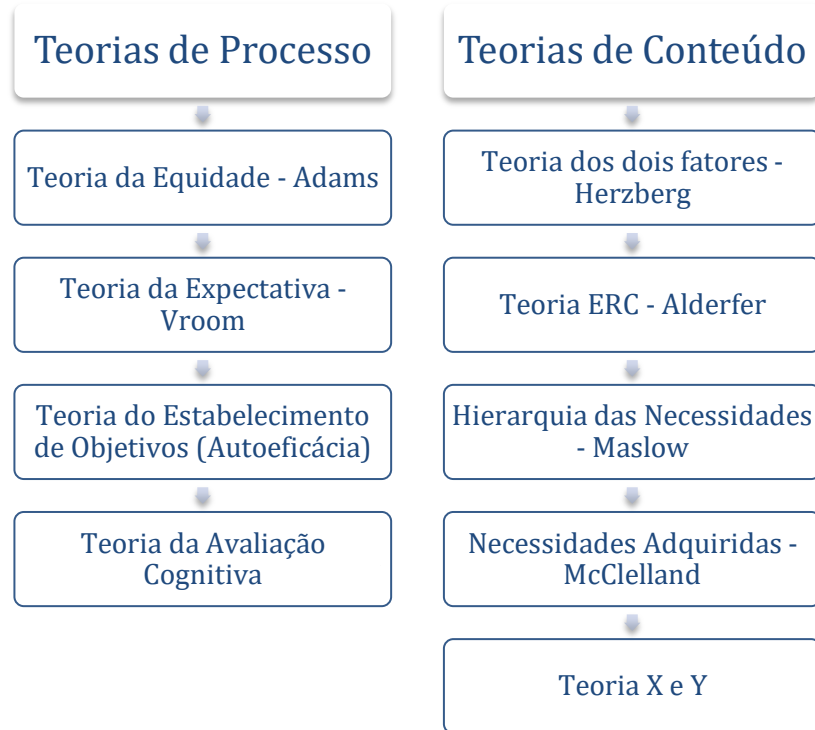 Teorias de Processo
Teoria da Equidade - Adams
Teoria da Expectativa -
Vroom
Teoria do Estabelecimento
de Objetivos (Autoeficácia)
Teoria da Avaliação
Cognitiva
Teorias de Conteúdo
Teoria dos dois fatores -
Herzberg
Teoria ERC - Alderfer
Hierarquia das Necessidades
- Maslow
Necessidades Adquiridas -
McClelland
Teoria X e Y